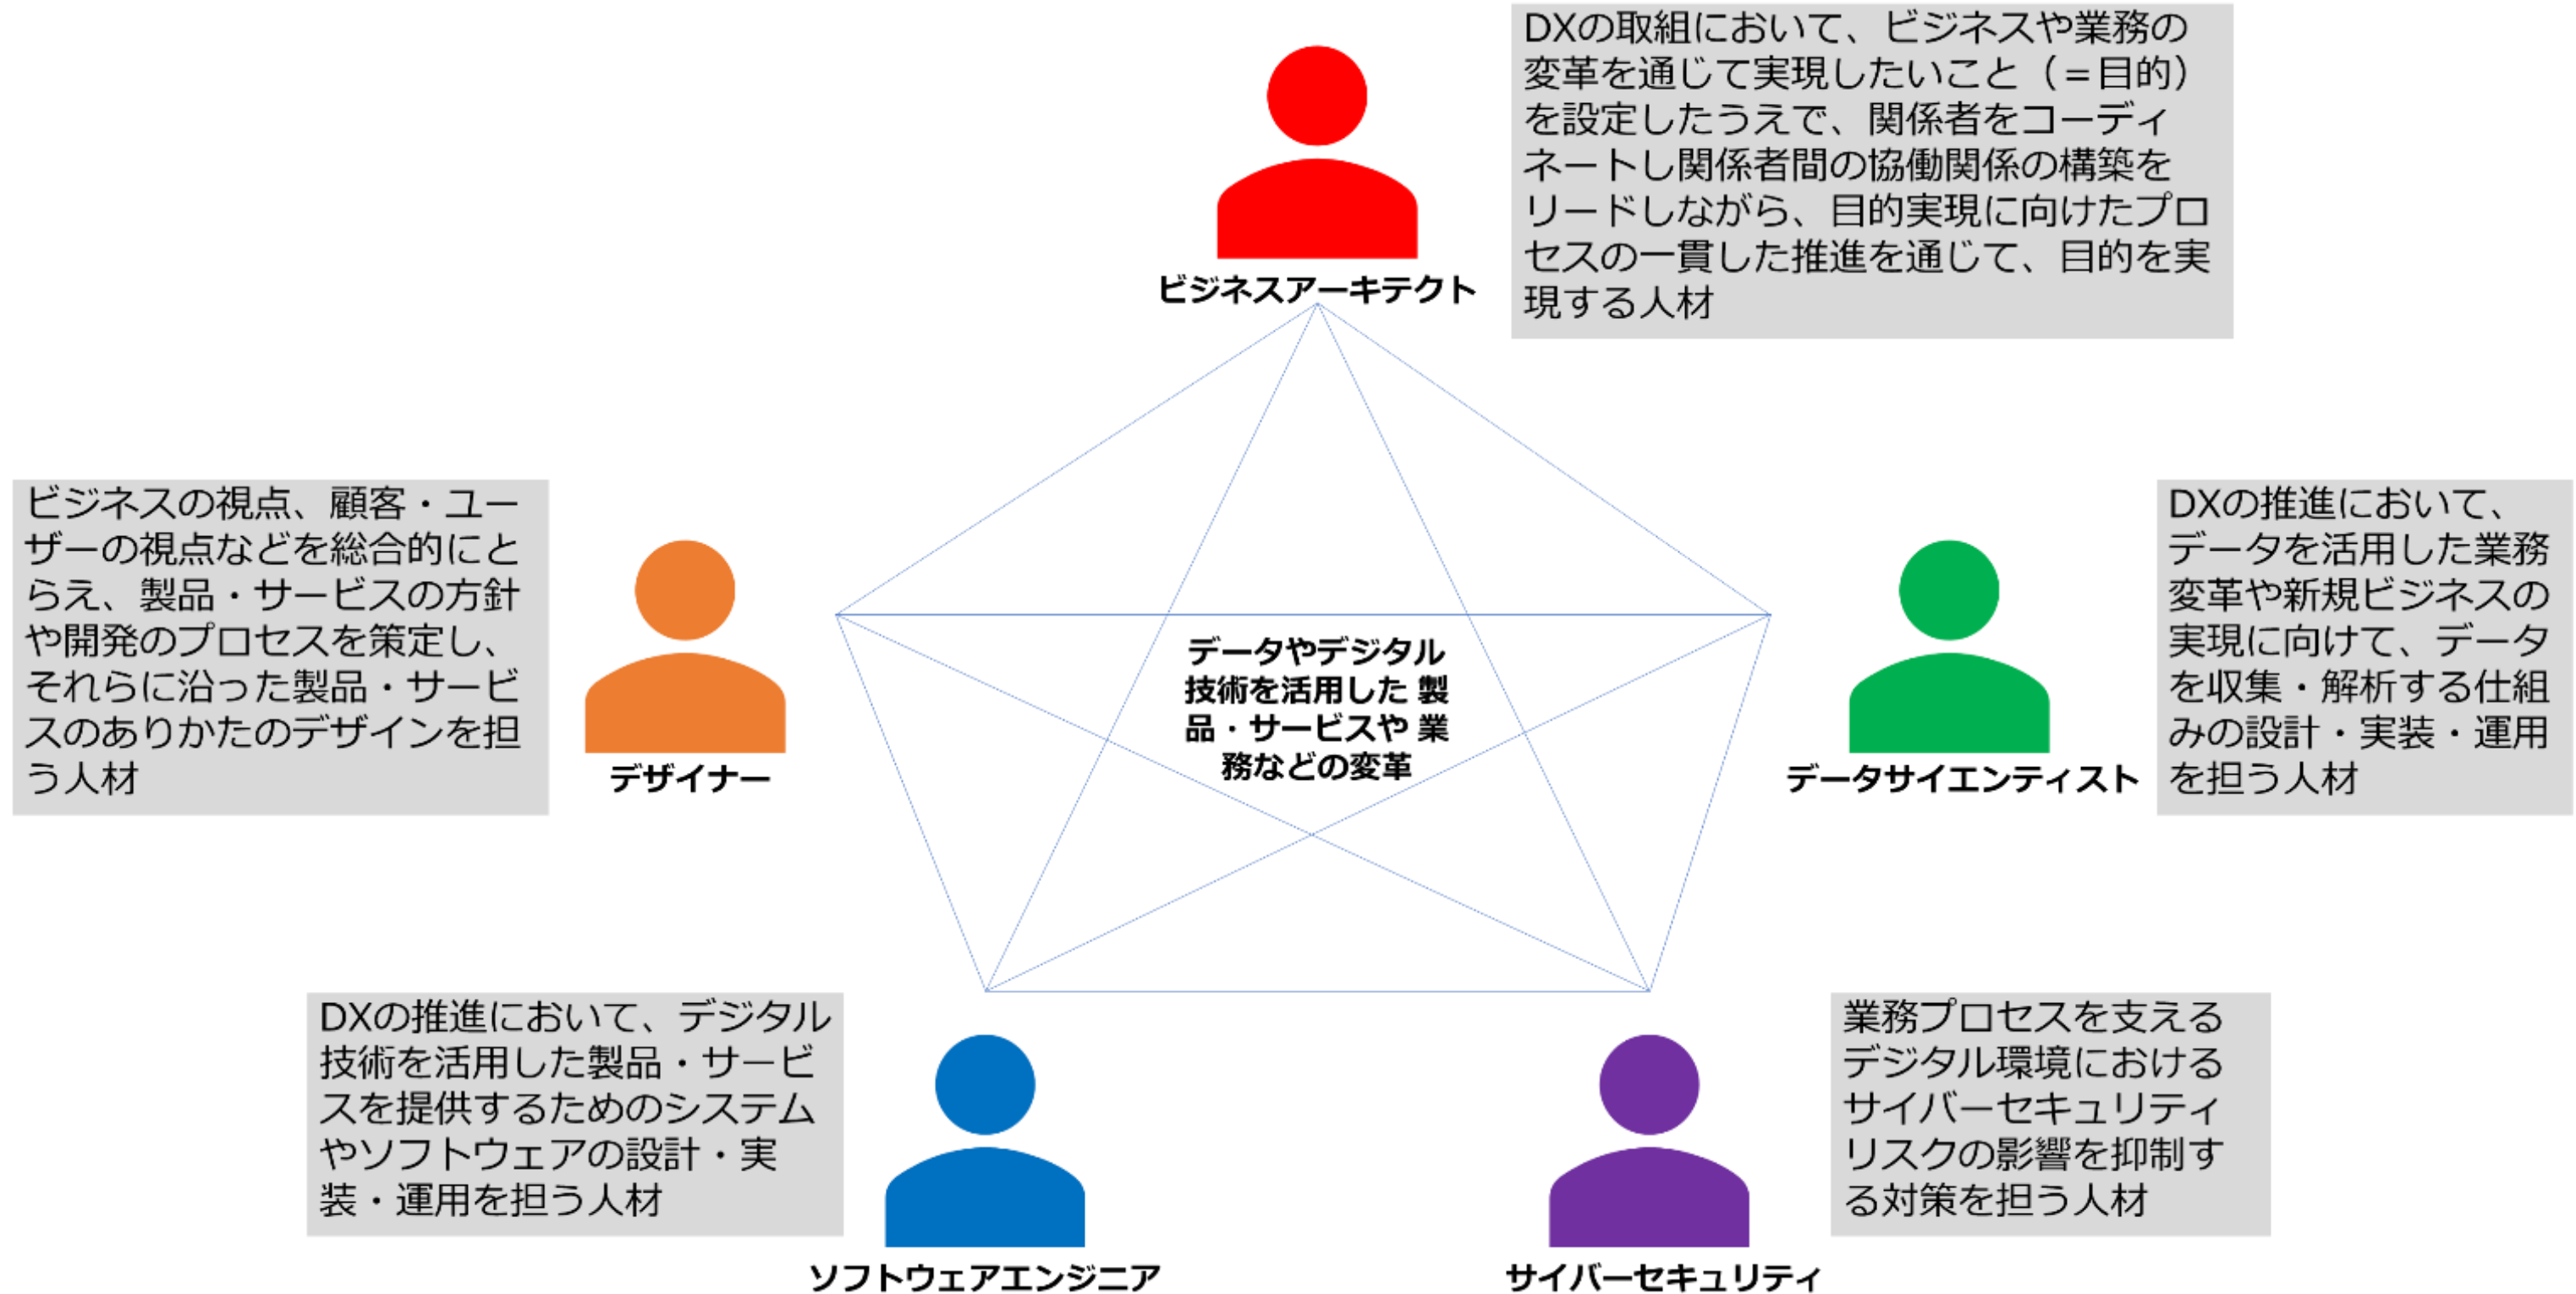 DXの取組において、ビジネスや業務の
変革を通じて実現したいこと（＝目的）
を設定したうえで、関係者をコーディ
ネートし関係者間の協働関係の構築を
リードしながら、目的実現に向けたプロ
セスの一貫した推進を通じて、目的を実
現する人材
ビジネスアーキテクト
ビジネスの視点、顧客・ユー
ザーの視点などを総合的にと
らえ、製品・サービスの方針
や開発のプロセスを策定し、
それらに沿った製品・サービ
スのありかたのデザインを担
う人材
デザイナー
データやデジタル
技術を活用した 製
品・サービスや 業
務などの変革
データサイエンティスト
DXの推進において、
データを活用した業務
変革や新規ビジネスの
実現に向けて、データ
を収集・解析する仕組
みの設計・実装・運用
を担う人材
DXの推進において、デジタル
技術を活用した製品・サービ
スを提供するためのシステム
やソフトウェアの設計・実
装・運用を担う人材
ソフトウェアエンジニア
サイバーセキュリティ
業務プロセスを支える
デジタル環境における
サイバーセキュリティ
リスクの影響を抑制す
る対策を担う人材